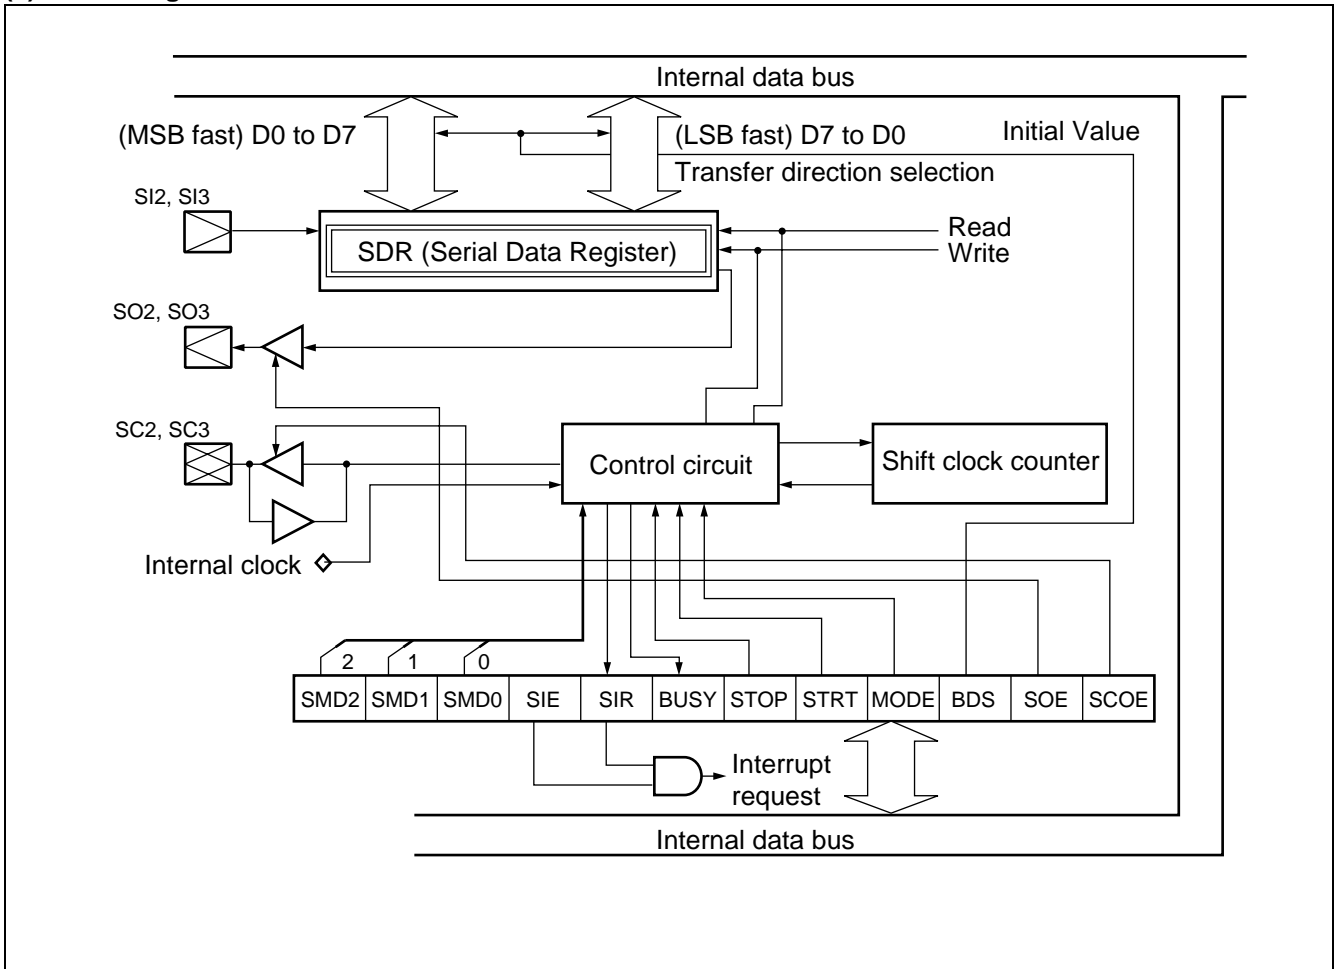 Internal data bus
(MSB fast) D0 to D7
(LSB fast) D7 to D0
Initial Value
Transfer direction selection
SI2, SI3
SDR (Serial Data Register)
Read
Write
SO2, SO3
SC2, SC3
Control circuit
Shift clock counter
Internal clock
2
1
0
SMD2
SMD1
SMD0
SIE
SIR
BUSY
STOP
STRT
MODE
BDS
SOE
SCOE
Interrupt
request
Internal data bus